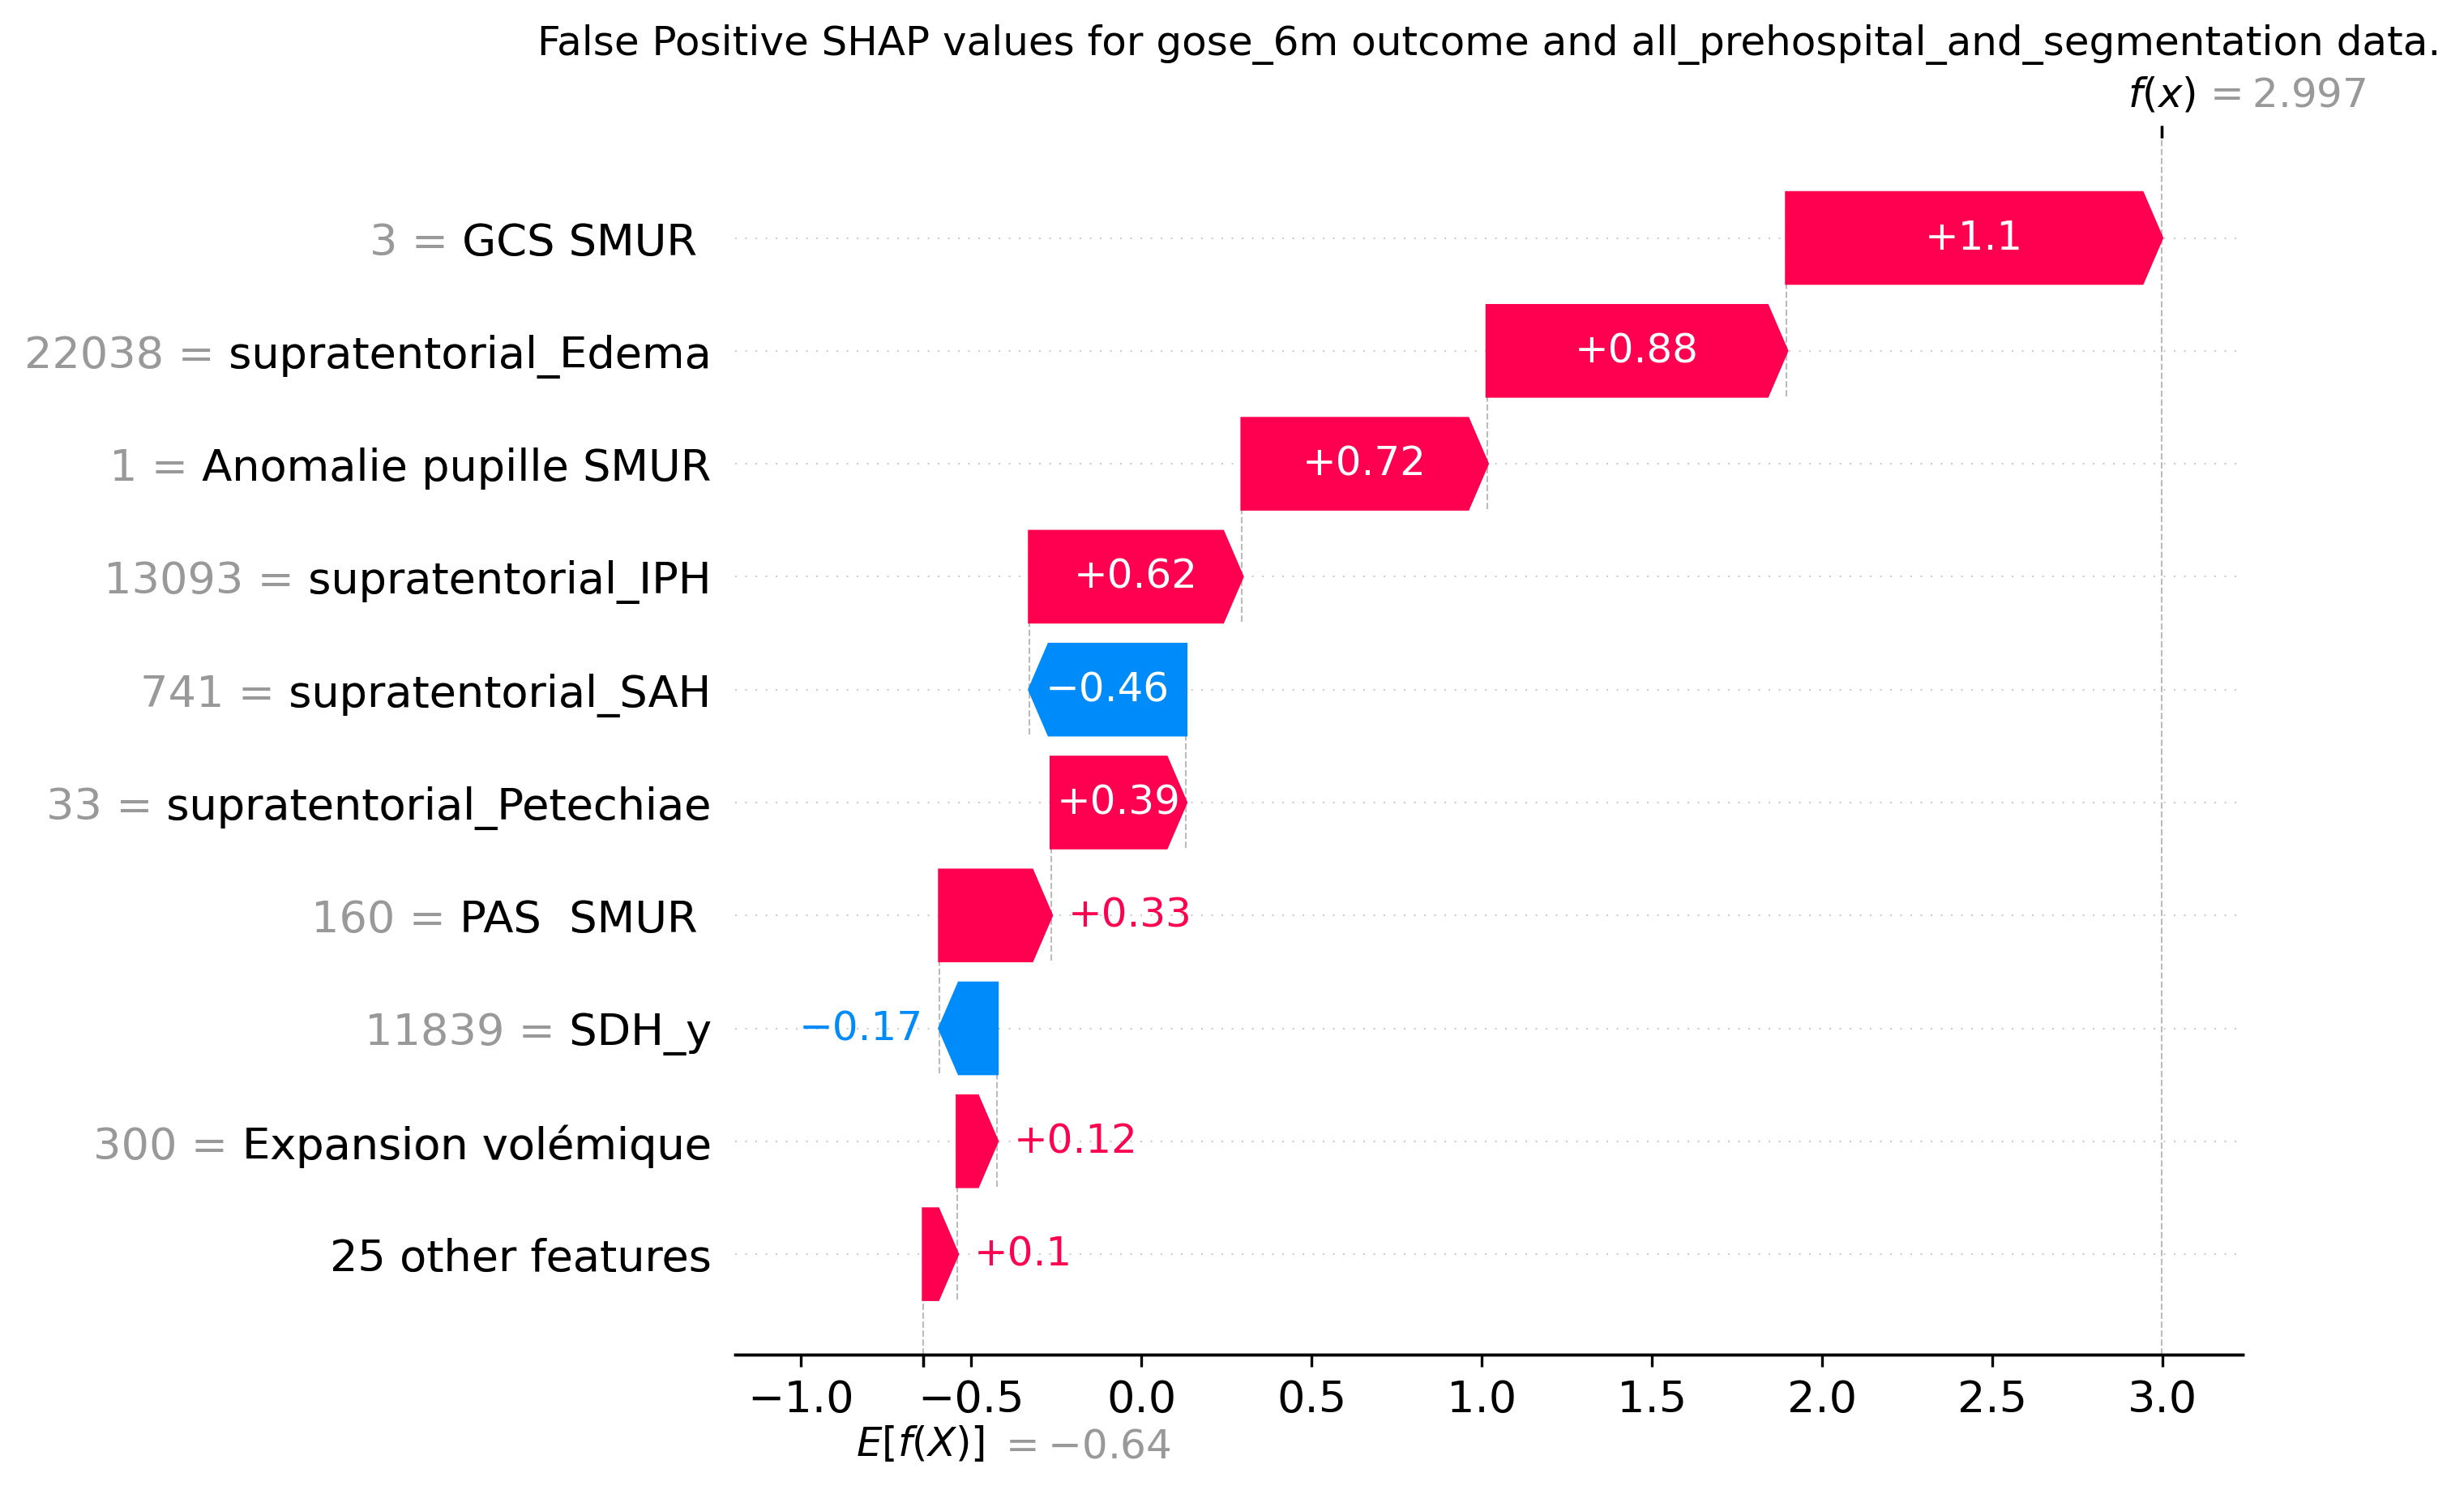 False Positive SHAP values for gose_6m outcome and all_prehospital_and_segmentation data.
f(x) = 2.997
3 = GCS SMUR +1.1
22038 = supratentorial_Edema +0.88
1 = Anomalie pupille SMUR +0.72
13093 = supratentorial_IPH +0.62
741 = supratentorial_SAH −0.46
33 = supratentorial_Petechiae +0.39
160 = PAS  SMUR +0.33
11839 = SDH_y −0.17
300 = Expansion volémique +0.12
25 other features +0.1
−1.0 −0.5 0.0 0.5 1.0 1.5 2.0 2.5 3.0
E[f(X)] = −0.64